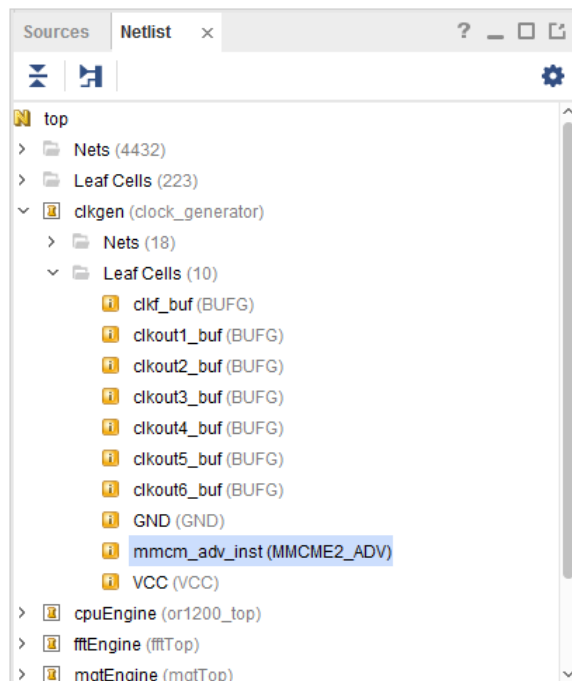 Sources Netlist
top
Nets (4432)
Leaf Cells (223)
clkgen (clock_generator)
Nets (18)
Leaf Cells (10)
clkf_buf (BUFG)
clkout1_buf (BUFG)
clkout2_buf (BUFG)
clkout3_buf (BUFG)
clkout4_buf (BUFG)
clkout5_buf (BUFG)
clkout6_buf (BUFG)
GND (GND)
mmcm_adv_inst (MMCME2_ADV)
VCC (VCC)
cpuEngine (or1200_top)
fftEngine (fftTop)
mgtEngine (mgtTop)